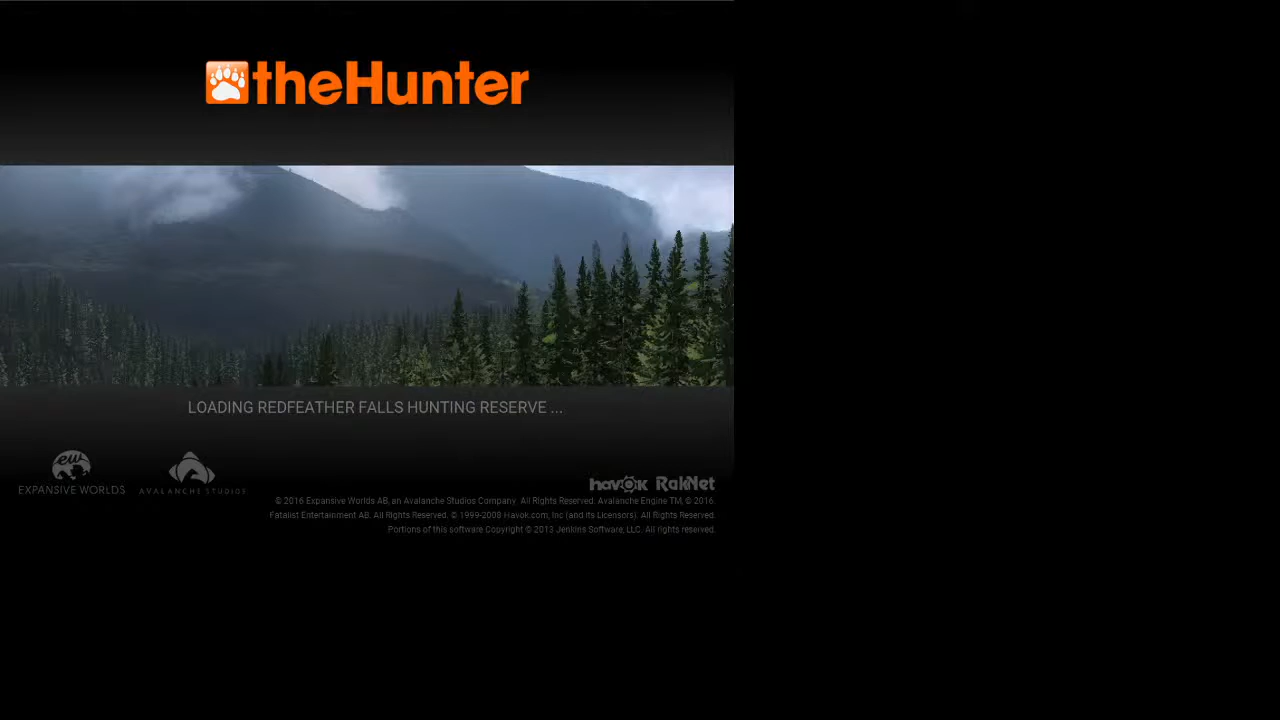 theHunter
LOADING REDFEATHER FALLS HUNTING RESERVE ...
ew
EXPANSIVE WORLDS
AVALANCHE STUDIOS
havok RakNet
© 2016 Expansive Worlds AB, an Avalanche Studios Company. All Rights Reserved. Avalanche Engine TM, © 2016.
Fatalist Entertainment AB. All Rights Reserved. © 1999-2008 Havok.com, Inc (and its Licensors). All Rights Reserved.
Portions of this software Copyright © 2013 Jenkins Software, LLC. All rights reserved.